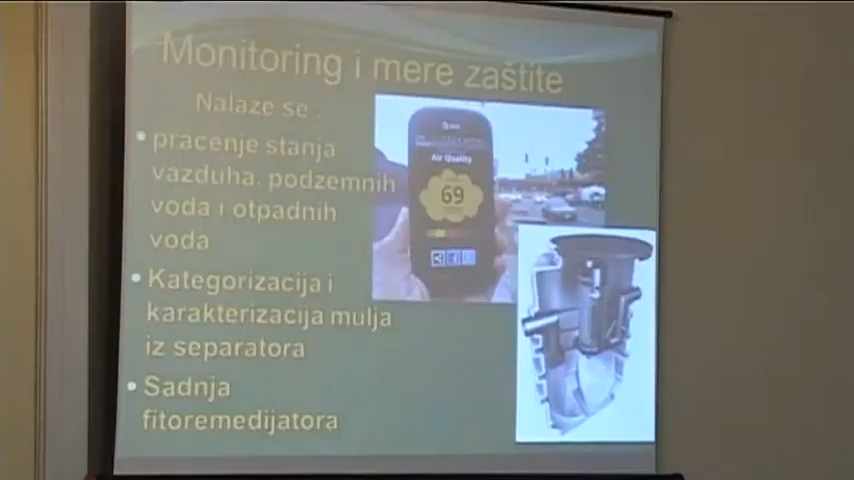 Monitoring i mere zaštite
Nalaze se :
• pracenje stanja
vazduha, podzemnih
voda i otpadnih
voda
• Kategorizacija i
karakterizacija mulja
iz separatora
• Sadnja
fitoremedijatora
at&t
Air Quality
69